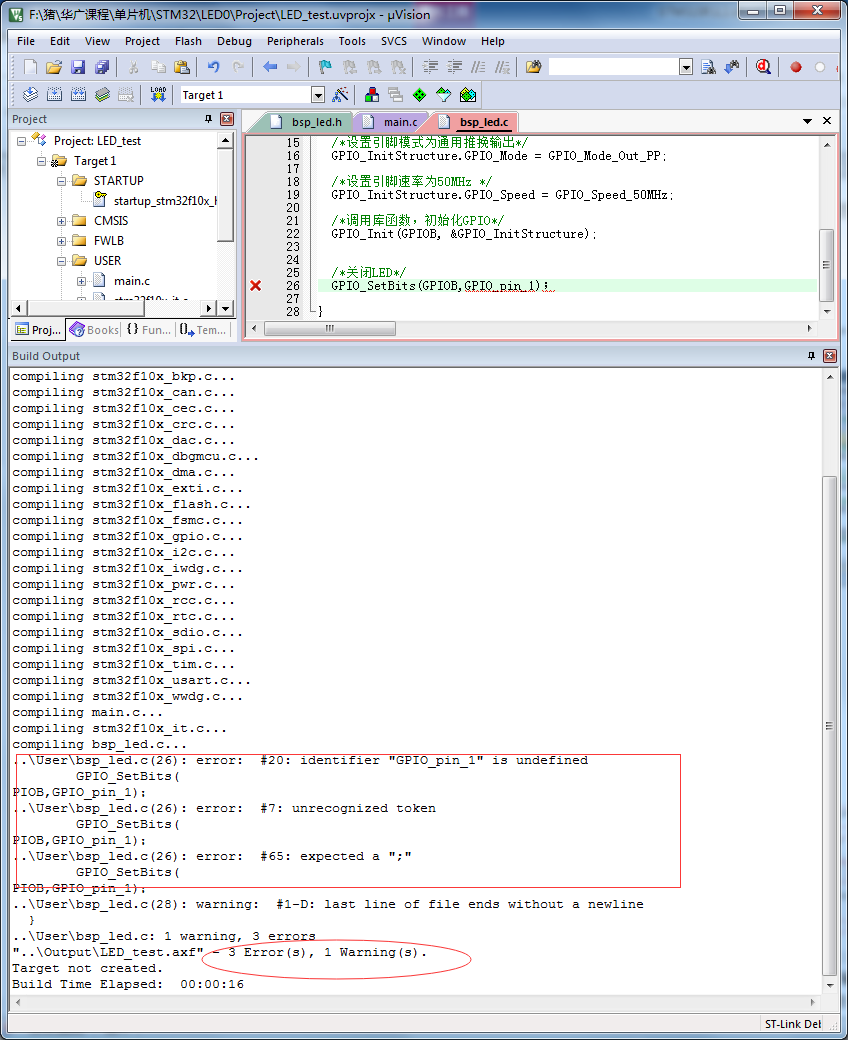 F:\猪\华广课程\单片机\STM32\LED0\Project\LED_test.uvprojx - µVision
File Edit View Project Flash Debug Peripherals Tools SVCS Window Help
LOAD Target 1
Project
Project: LED_test
Target 1
STARTUP
startup_stm32f10x_h
CMSIS
FWLB
USER
main.c
stm32f10x_it.c
Proj... Books {} Fun... Tem...
bsp_led.h main.c bsp_led.c
15 /*设置引脚模式为通用推挽输出*/
16 GPIO_InitStructure.GPIO_Mode = GPIO_Mode_Out_PP;
17
18 /*设置引脚速率为50MHz */
19 GPIO_InitStructure.GPIO_Speed = GPIO_Speed_50MHz;
20
21 /*调用库函数，初始化GPIO*/
22 GPIO_Init(GPIOB, &GPIO_InitStructure);
23
24
25 /*关闭LED*/
26 GPIO_SetBits(GPIOB,GPIO_pin_1)；
27
28 }
Build Output
compiling stm32f10x_bkp.c...
compiling stm32f10x_can.c...
compiling stm32f10x_cec.c...
compiling stm32f10x_crc.c...
compiling stm32f10x_dac.c...
compiling stm32f10x_dbgmcu.c...
compiling stm32f10x_dma.c...
compiling stm32f10x_exti.c...
compiling stm32f10x_flash.c...
compiling stm32f10x_fsmc.c...
compiling stm32f10x_gpio.c...
compiling stm32f10x_i2c.c...
compiling stm32f10x_iwdg.c...
compiling stm32f10x_pwr.c...
compiling stm32f10x_rcc.c...
compiling stm32f10x_rtc.c...
compiling stm32f10x_sdio.c...
compiling stm32f10x_spi.c...
compiling stm32f10x_tim.c...
compiling stm32f10x_usart.c...
compiling stm32f10x_wwdg.c...
compiling main.c...
compiling stm32f10x_it.c...
compiling bsp_led.c...
..\User\bsp_led.c(26): error: #20: identifier "GPIO_pin_1" is undefined
GPIO_SetBits(
PIOB,GPIO_pin_1);
..\User\bsp_led.c(26): error: #7: unrecognized token
GPIO_SetBits(
PIOB,GPIO_pin_1);
..\User\bsp_led.c(26): error: #65: expected a ";"
GPIO_SetBits(
PIOB,GPIO_pin_1);
..\User\bsp_led.c(28): warning: #1-D: last line of file ends without a newline
}
..\User\bsp_led.c: 1 warning, 3 errors
"..\Output\LED_test.axf" - 3 Error(s), 1 Warning(s).
Target not created.
Build Time Elapsed: 00:00:16
ST-Link Deb